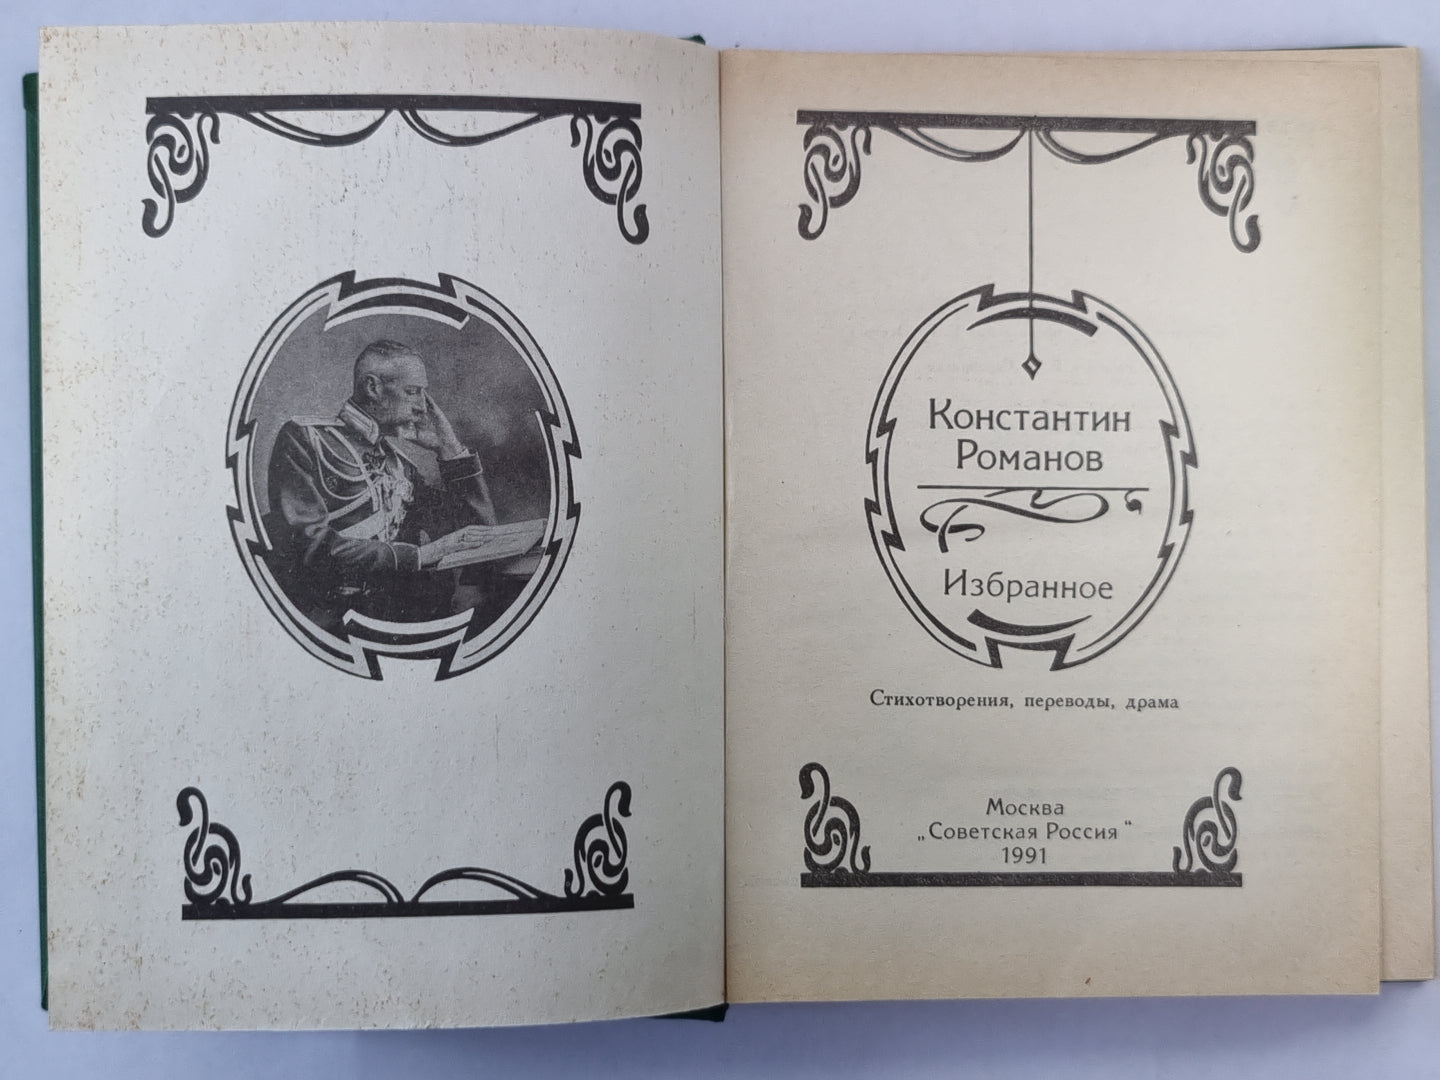 Константин
Романов
Избранное
Стихотворения, переводы, драма
Москва
„Советская Россия“
1991